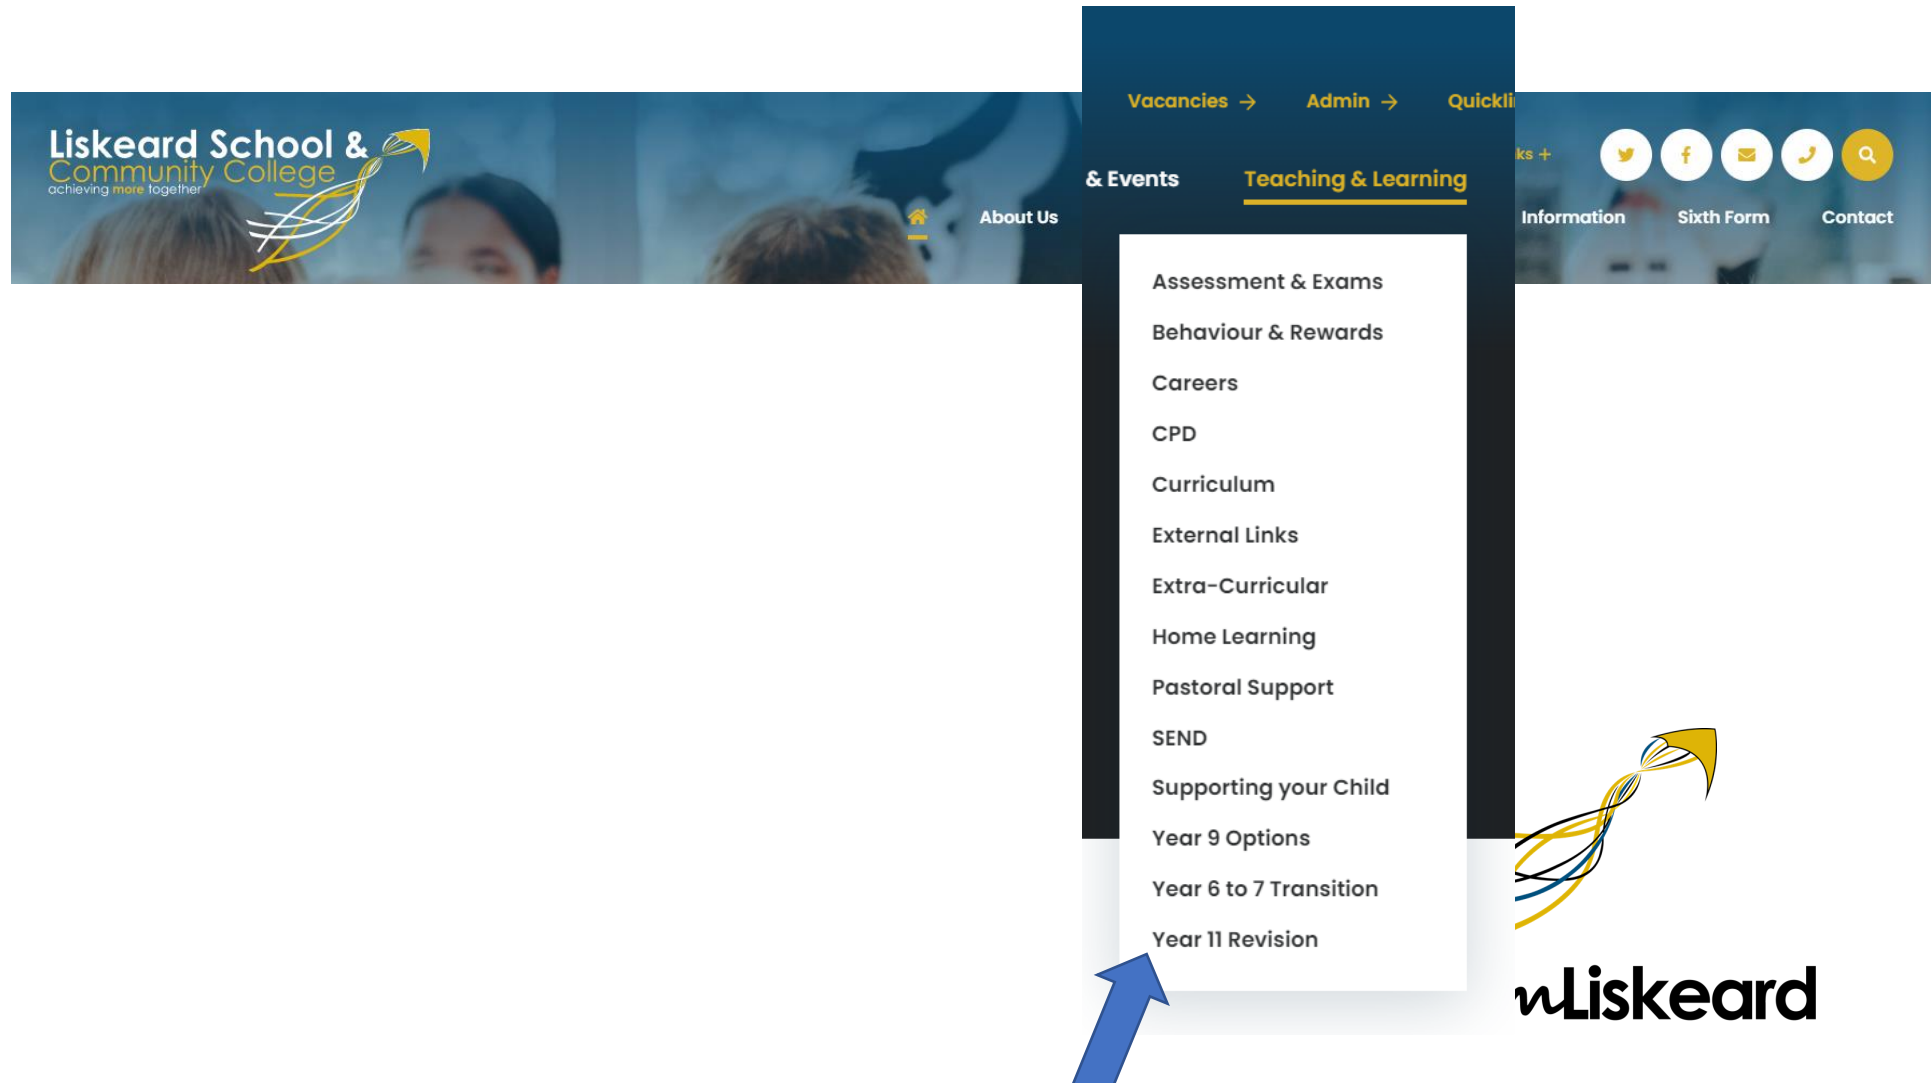 Vacancies → Admin → Quickli
Liskeard School &
Community College
achieving more together
ks +
& Events Teaching & Learning
About Us
Information Sixth Form Contact
Assessment & Exams
Behaviour & Rewards
Careers
CPD
Curriculum
External Links
Extra-Curricular
Home Learning
Pastoral Support
SEND
Supporting your Child
Year 9 Options
Year 6 to 7 Transition
Year 11 Revision
Liskeard